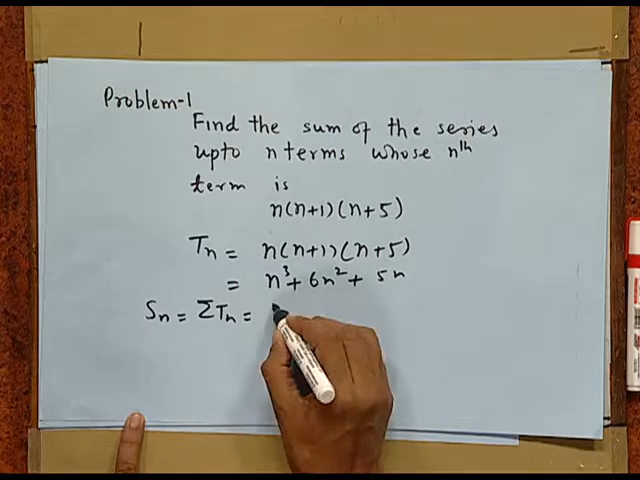 Problem-1
Find the sum of the series
upto n terms whose nth
term is
n(n+1)(n+5)
Tn = n(n+1)(n+5)
= n³+ 6n²+ 5n
Sn = ΣTn =